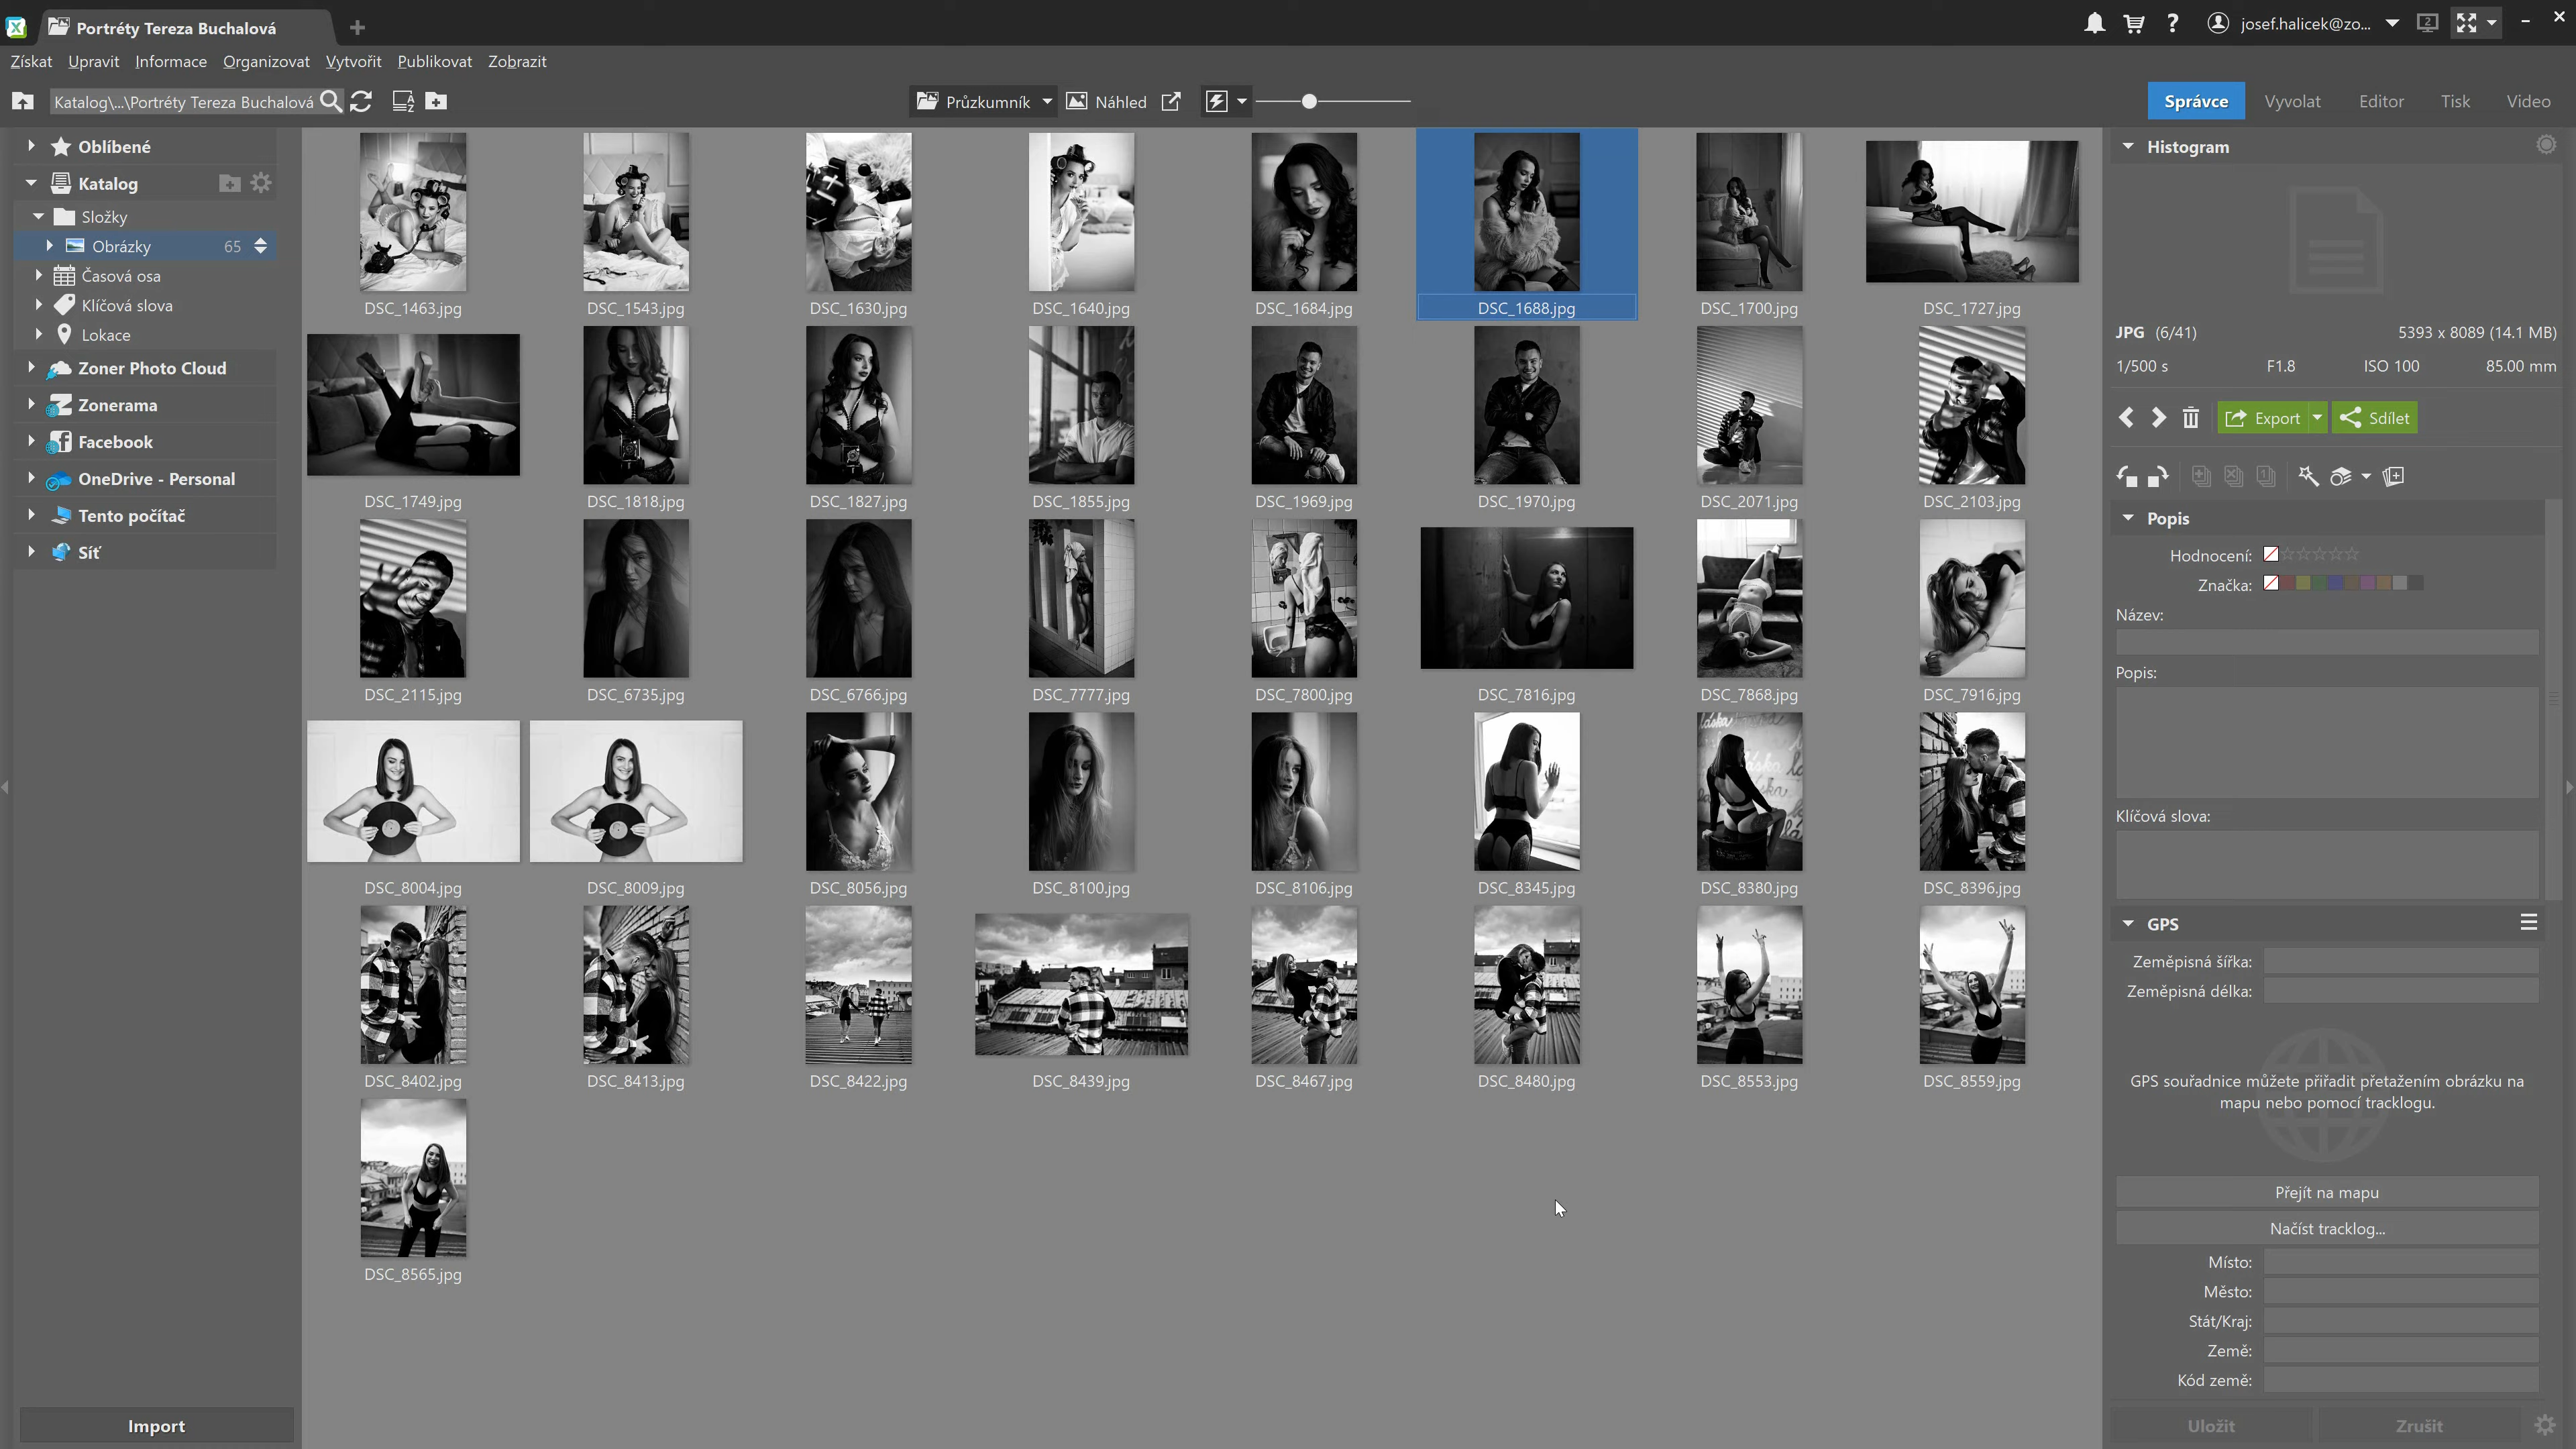 Portréty Tereza Buchalová
josef.halicek@zo...
2
Získat Upravit Informace Organizovat Vytvořit Publikovat Zobrazit
Katalog\...\Portréty Tereza Buchalová
Průzkumník Náhled
Správce Vyvolat Editor Tisk Video
Oblíbené
Katalog
Složky
Obrázky 65
Časová osa
Klíčová slova
Lokace
Zoner Photo Cloud
Zonerama
Facebook
OneDrive - Personal
Tento počítač
Síť
Import
DSC_1463.jpg DSC_1543.jpg DSC_1630.jpg DSC_1640.jpg DSC_1684.jpg DSC_1688.jpg DSC_1700.jpg DSC_1727.jpg
DSC_1749.jpg DSC_1818.jpg DSC_1827.jpg DSC_1855.jpg DSC_1969.jpg DSC_1970.jpg DSC_2071.jpg DSC_2103.jpg
DSC_2115.jpg DSC_6735.jpg DSC_6766.jpg DSC_7777.jpg DSC_7800.jpg DSC_7816.jpg DSC_7868.jpg DSC_7916.jpg
láska
DSC_8004.jpg DSC_8009.jpg DSC_8056.jpg DSC_8100.jpg DSC_8106.jpg DSC_8345.jpg DSC_8380.jpg DSC_8396.jpg
DSC_8402.jpg DSC_8413.jpg DSC_8422.jpg DSC_8439.jpg DSC_8467.jpg DSC_8480.jpg DSC_8553.jpg DSC_8559.jpg
DSC_8565.jpg
Histogram
JPG (6/41) 5393 x 8089 (14.1 MB)
1/500 s F1.8 ISO 100 85.00 mm
Export Sdílet
Popis
Hodnocení:
Značka:
Název:
Popis:
Klíčová slova:
GPS
Zeměpisná šířka:
Zeměpisná délka:
GPS souřadnice můžete přiřadit přetažením obrázku na
mapu nebo pomocí tracklogu.
Přejít na mapu
Načíst tracklog...
Místo:
Město:
Stát/Kraj:
Země:
Kód země:
Uložit Zrušit